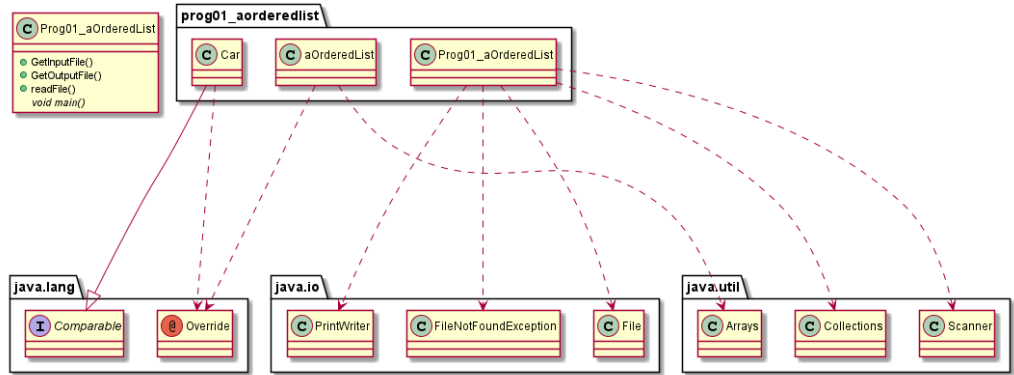 prog01_aorderedlist
C Prog01_aOrderedList
GetInputFile()
GetOutputFile()
readFile()
void main()
C Car
C aOrderedList
C Prog01_aOrderedList
java.lang
I Comparable
@ Override
java.io
C PrintWriter
C FileNotFoundException
C File
java.util
C Arrays
C Collections
C Scanner